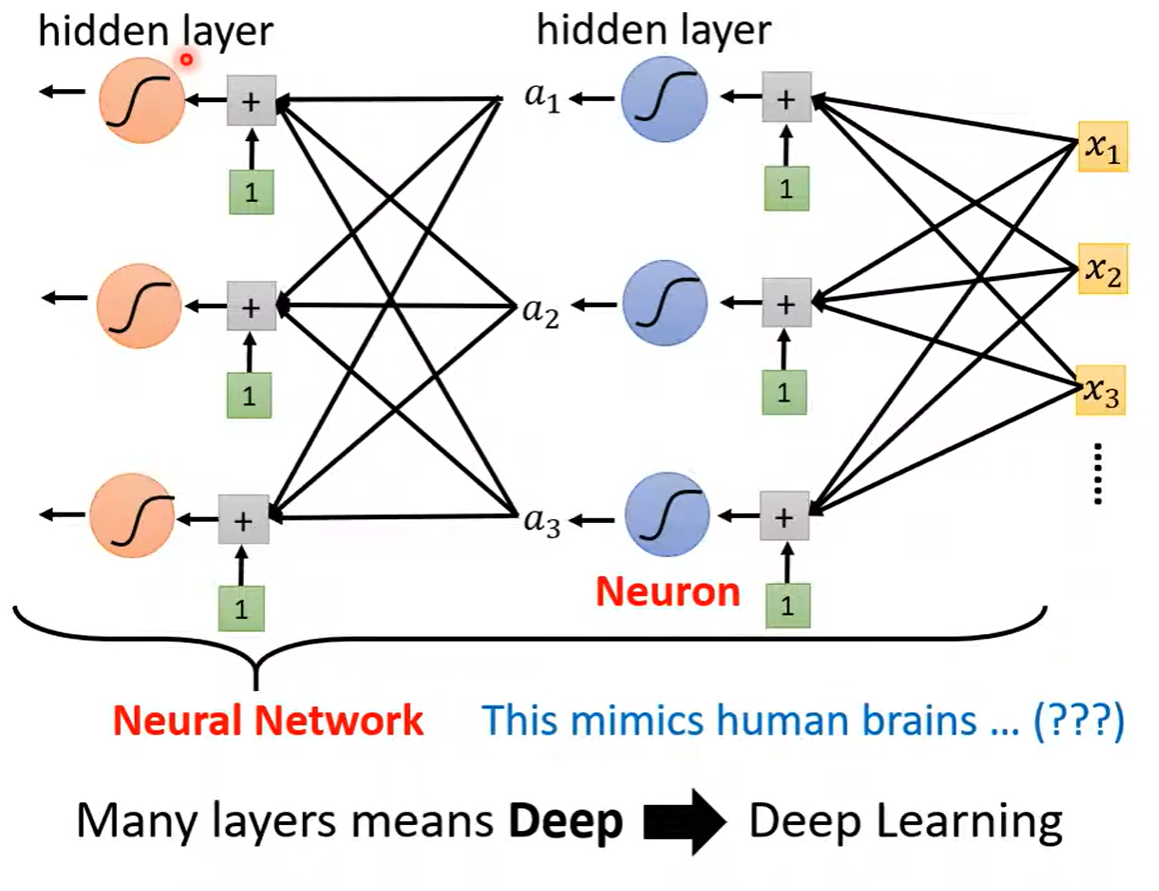 hidden layer
hidden layer
+
a₁
+
x₁
1
1
x₂
+
a₂
+
1
1
x₃
+
a₃
+
Neuron
1
1
Neural Network
This mimics human brains … (???)
Many layers means Deep
Deep Learning